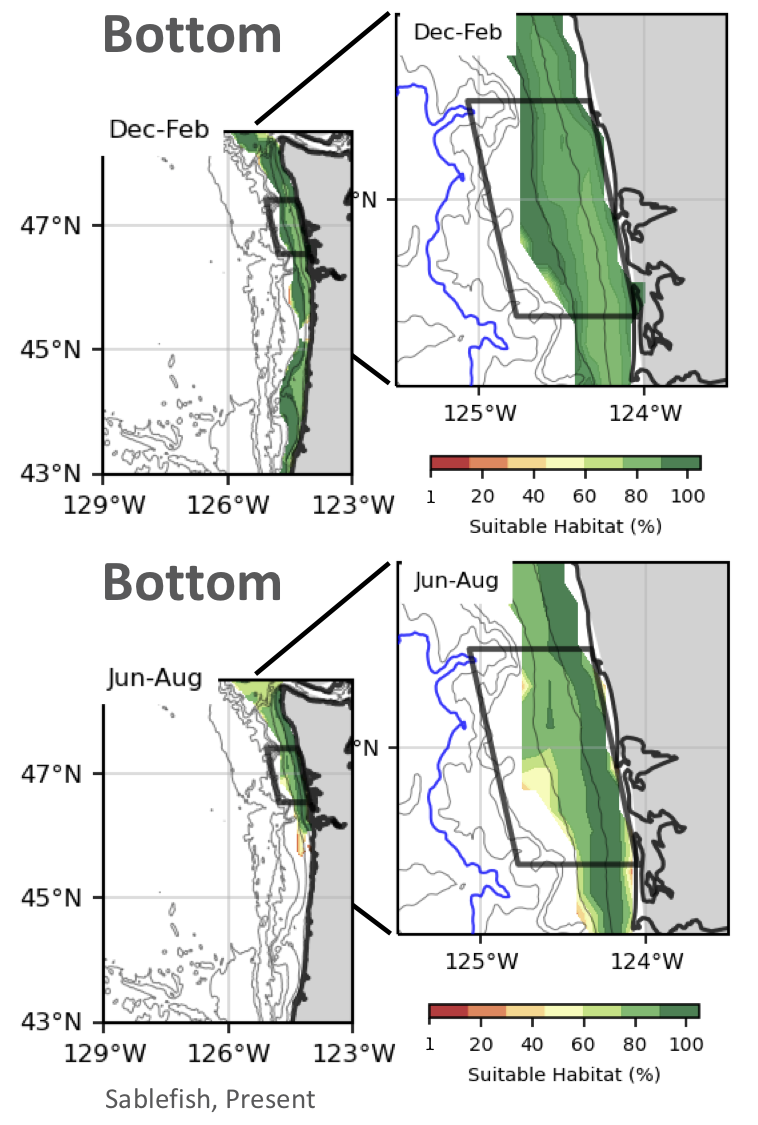 Bottom
Dec-Feb
Dec-Feb
47°N
°N
45°N
43°N
129°W 126°W 123°W
125°W 124°W
1 20 40 60 80 100
Suitable Habitat (%)
Bottom
Jun-Aug
Jun-Aug
47°N
°N
45°N
43°N
129°W 126°W 123°W
125°W 124°W
1 20 40 60 80 100
Suitable Habitat (%)
Sablefish, Present